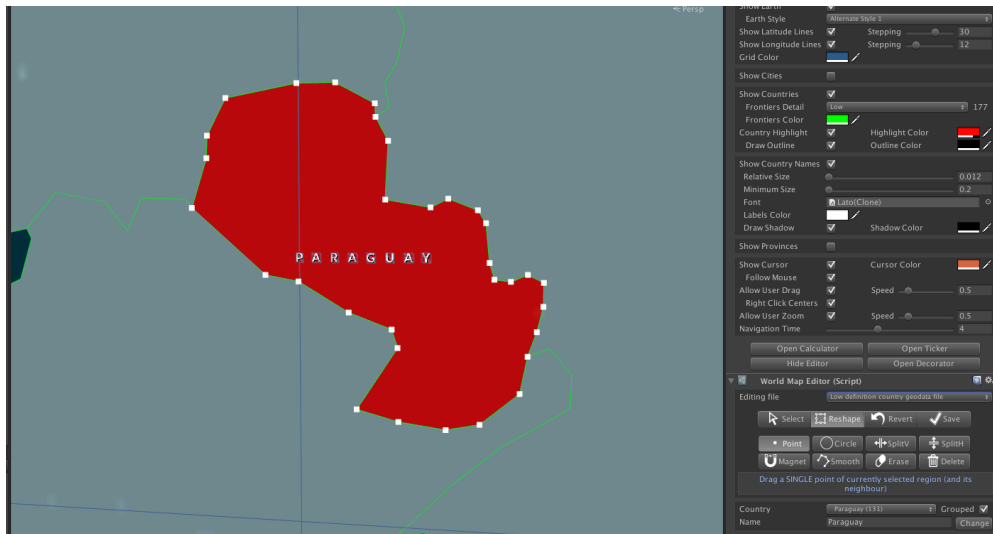 Persp
PARAGUAY
Show Earth
Earth Style Alternate Style 1
Show Latitude Lines Stepping 30
Show Longitude Lines Stepping 12
Grid Color
Show Cities
Show Countries
Frontiers Detail Low 177
Frontiers Color
Country Highlight Highlight Color
Draw Outline Outline Color
Show Country Names
Relative Size 0.012
Minimum Size 0.2
Font Lato(Clone)
Labels Color
Draw Shadow Shadow Color
Show Provinces
Show Cursor Cursor Color
Follow Mouse
Allow User Drag Speed 0.5
Right Click Centers
Allow User Zoom Speed 0.5
Navigation Time 4
Open Calculator Open Ticker
Hide Editor Open Decorator
World Map Editor (Script)
Editing file Low definition country geodata file
Select Reshape Revert Save
Point Circle SplitV SplitH
Magnet Smooth Erase Delete
Drag a SINGLE point of currently selected region (and its
neighbour)
Country Paraguay (131) Grouped
Name Paraguay Change